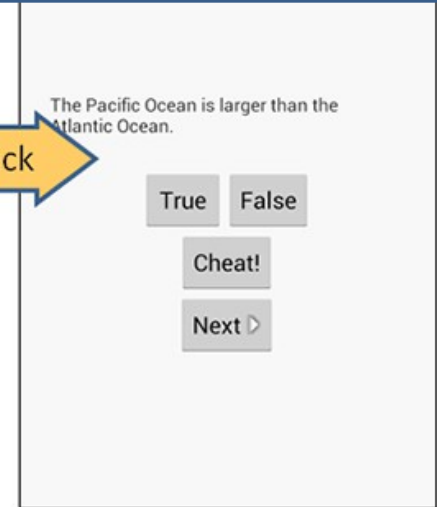 The Pacific Ocean is larger than the
Atlantic Ocean.
ck
True False
Cheat!
Next